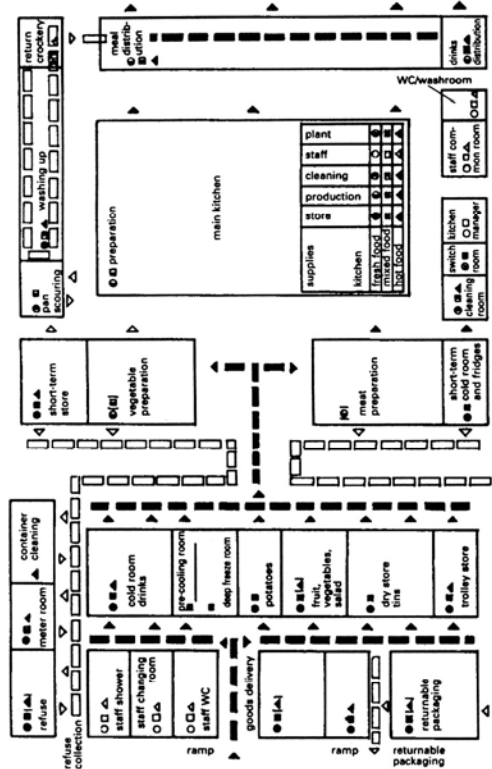 return
crockery
washing up
pan
scouring
meal
distrib-
ution
drinks
distribution
WC/washroom
staff com-
mon room
kitchen
manager
switch
room
cleaning
room
preparation
main kitchen
plant
staff
cleaning
production
store
supplies
kitchen
fresh food
mixed food
hot food
short-term
store
vegetable
preparation
meat
preparation
short-term
cold room
and fridges
container
cleaning
meter room
refuse
refuse
collection
cold room
drinks
pre-cooling room
deep freeze room
potatoes
fruit,
vegetables,
salad
dry store
tins
trolley store
staff shower
staff changing
room
staff WC
ramp
goods delivery
ramp
returnable
packaging
returnable
packaging